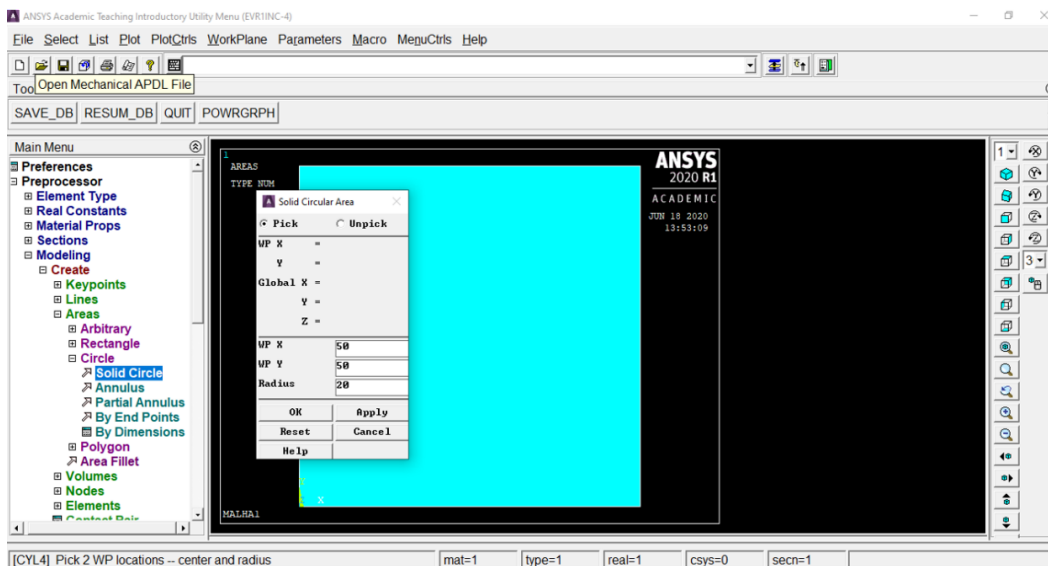 ANSYS Academic Teaching Introductory Utility Menu (EVR1INC-4)
File Select List Plot PlotCtrls WorkPlane Parameters Macro MenuCtrls Help
Open Mechanical APDL File
SAVE_DB RESUM_DB QUIT POWRGRPH
Main Menu
Preferences
Preprocessor
Element Type
Real Constants
Material Props
Sections
Modeling
Create
Keypoints
Lines
Areas
Arbitrary
Rectangle
Circle
Solid Circle
Annulus
Partial Annulus
By End Points
By Dimensions
Polygon
Area Fillet
Volumes
Nodes
Elements
Contact Pair
1
AREAS
TYPE NUM
ANSYS
2020 R1
ACADEMIC
JUN 18 2020
13:53:09
Solid Circular Area
Pick Unpick
WP X =
Y =
Global X =
Y =
Z =
WP X 50
WP Y 50
Radius 20
OK Apply
Reset Cancel
Help
Y
Z X
MALHA1
1
3
[CYL4] Pick 2 WP locations -- center and radius mat=1 type=1 real=1 csys=0 secn=1